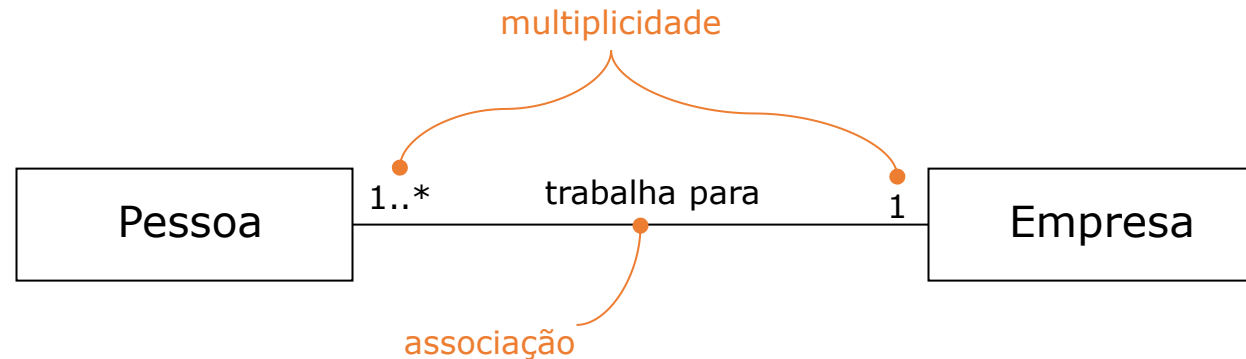 multiplicidade
1..*
trabalha para
1
Pessoa
Empresa
associação